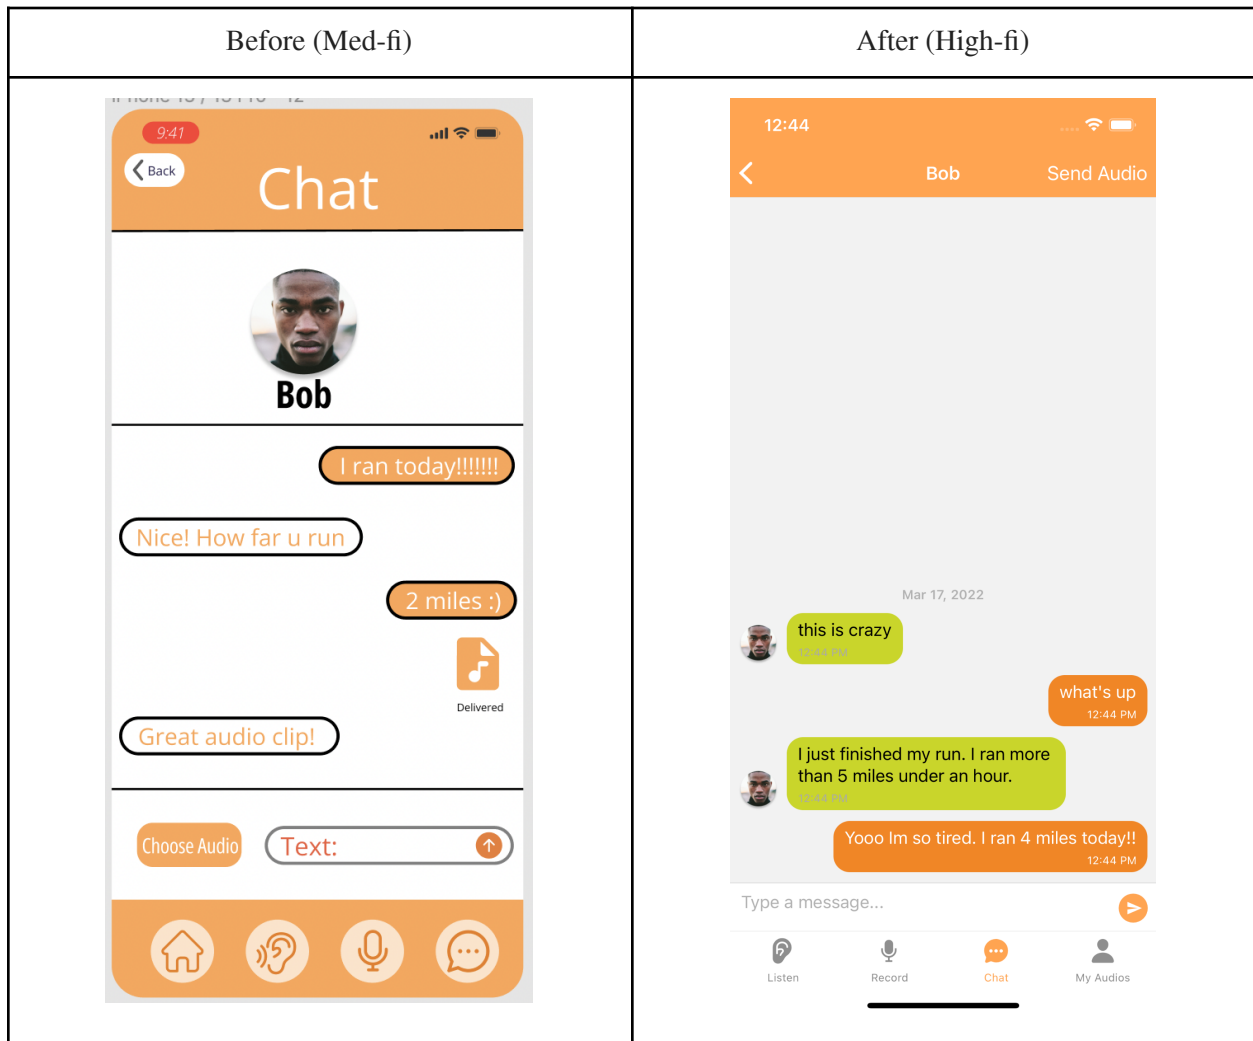 Before (Med-fi)
After (High-fi)
9:41
Back
Chat
Bob
I ran today!!!!!!!
Nice! How far u run
2 miles :)
Delivered
Great audio clip!
Choose Audio
Text:
12:44
Bob
Send Audio
Mar 17, 2022
this is crazy
12:44 PM
what's up
12:44 PM
I just finished my run. I ran more
than 5 miles under an hour.
12:44 PM
Yooo Im so tired. I ran 4 miles today!!
12:44 PM
Type a message...
Listen
Record
Chat
My Audios